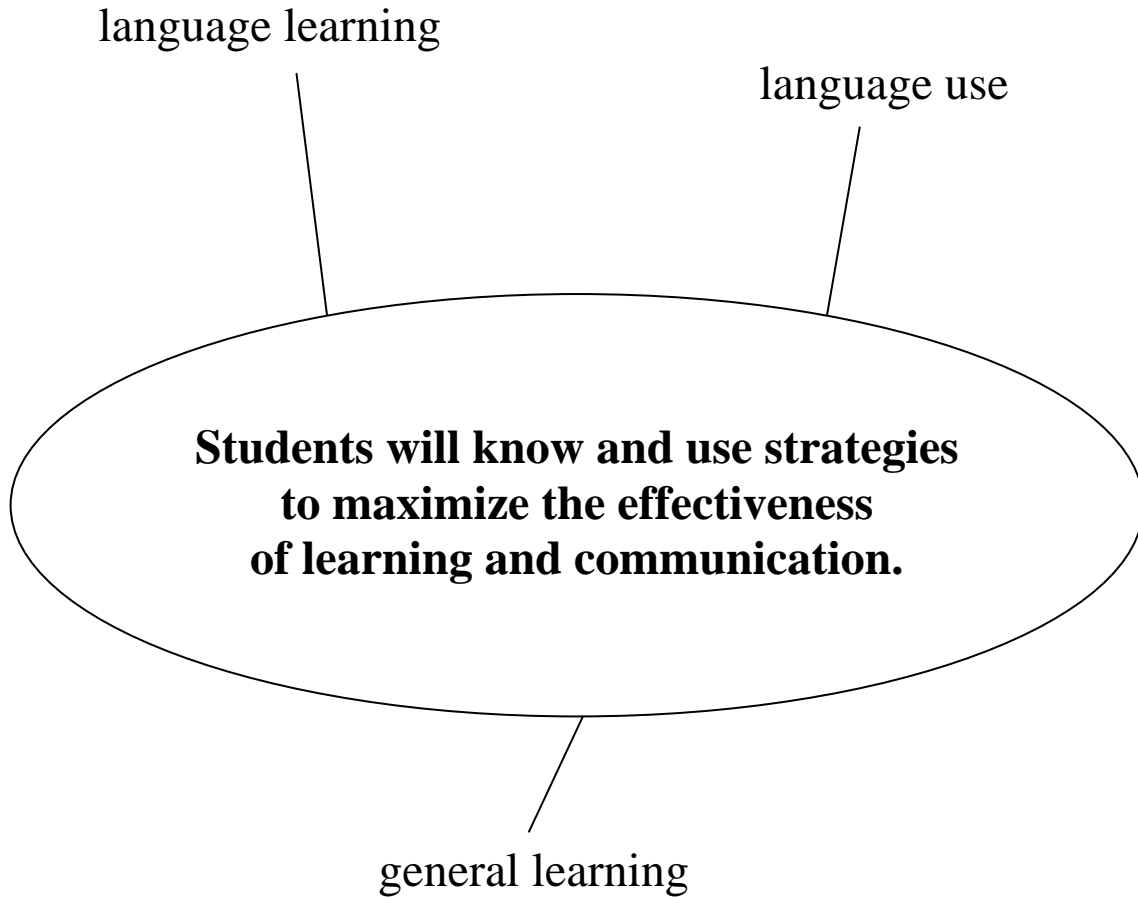 language learning
language use
Students will know and use strategies
to maximize the effectiveness
of learning and communication.
general learning